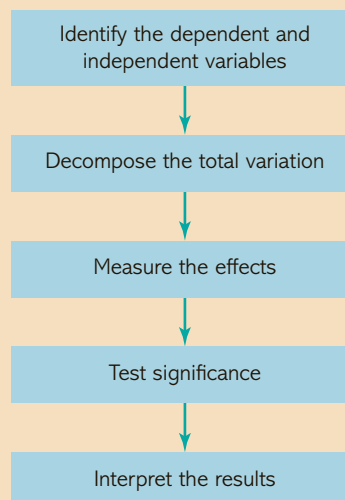 Identify the dependent and
independent variables
Decompose the total variation
Measure the effects
Test significance
Interpret the results